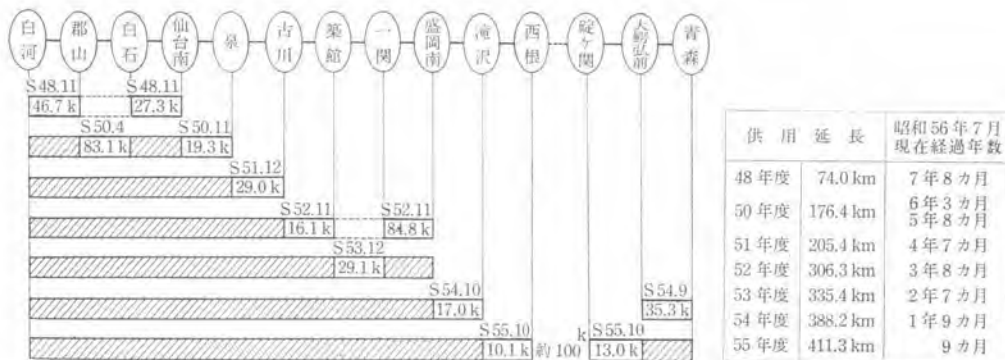 白河 郡山 白石 仙台南 泉 古川 築館 一関 盛岡南 滝沢 西根 碇ヶ関 大鰐弘前 青森
S48.11 S48.11
46.7k 27.3k
S50.4 S50.11
83.1k 19.3k
S51.12
29.0k
S52.11 S52.11
16.1k 84.8k
S53.12
29.1k
S54.10 S54.9
17.0k 35.3k
S55.10 k S55.10
10.1k 約100 13.0k
供用延長 昭和56年7月現在経過年数
48年度 74.0km 7年8カ月
50年度 176.4km 6年3カ月
5年8カ月
51年度 205.4km 4年7カ月
52年度 306.3km 3年8カ月
53年度 335.4km 2年7カ月
54年度 388.2km 1年9カ月
55年度 411.3km 9カ月